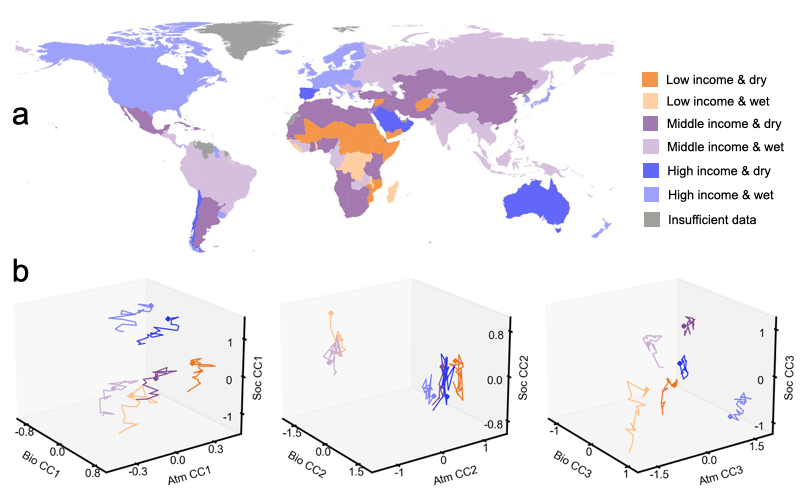 a
Low income & dry
Low income & wet
Middle income & dry
Middle income & wet
High income & dry
High income & wet
Insufficient data
b
1
0
-1
Soc CC1
-0.8
0.0
0.8
Bio CC1
-0.3
0.0
0.3
Atm CC1
0.8
0.0
-0.8
Soc CC2
-1.5
0.0
1.5
Bio CC2
-1
0
1
Atm CC2
1
0
-1
Soc CC3
-1
0
1
Bio CC3
-1.5
0.0
1.5
Atm CC3